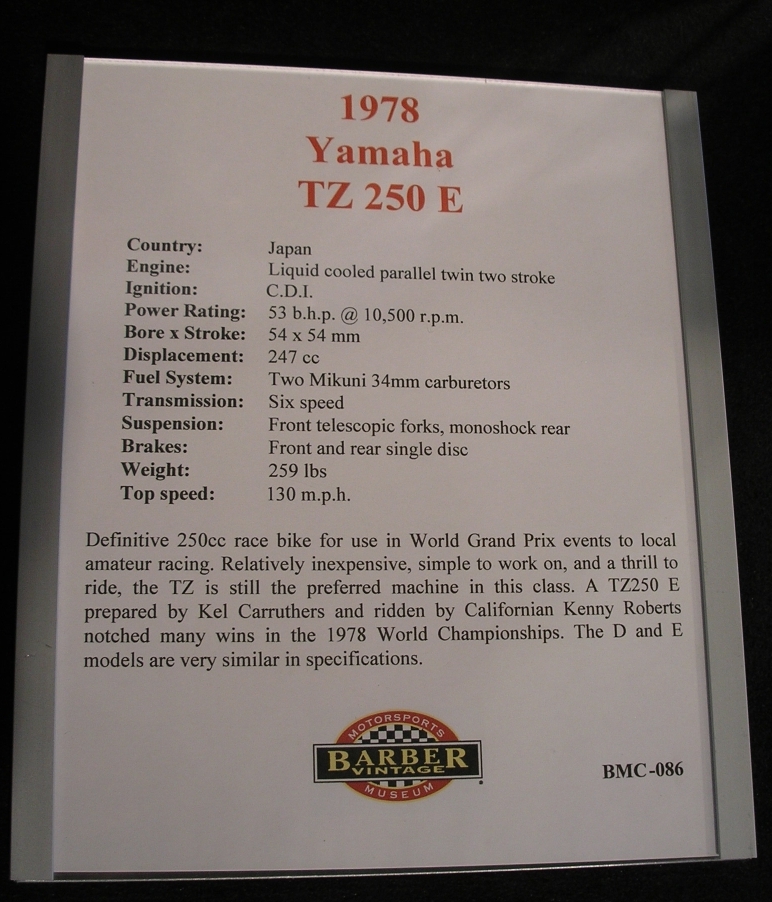 1978
Yamaha
TZ 250 E
Country: Japan
Engine: Liquid cooled parallel twin two stroke
Ignition: C.D.I.
Power Rating: 53 b.h.p. @ 10,500 r.p.m.
Bore x Stroke: 54 x 54 mm
Displacement: 247 cc
Fuel System: Two Mikuni 34mm carburetors
Transmission: Six speed
Suspension: Front telescopic forks, monoshock rear
Brakes: Front and rear single disc
Weight: 259 lbs
Top speed: 130 m.p.h.
Definitive 250cc race bike for use in World Grand Prix events to local
amateur racing. Relatively inexpensive, simple to work on, and a thrill to
ride, the TZ is still the preferred machine in this class. A TZ250 E
prepared by Kel Carruthers and ridden by Californian Kenny Roberts
notched many wins in the 1978 World Championships. The D and E
models are very similar in specifications.
MOTORSPORTS
BARBER
VINTAGE
MUSEUM
BMC-086